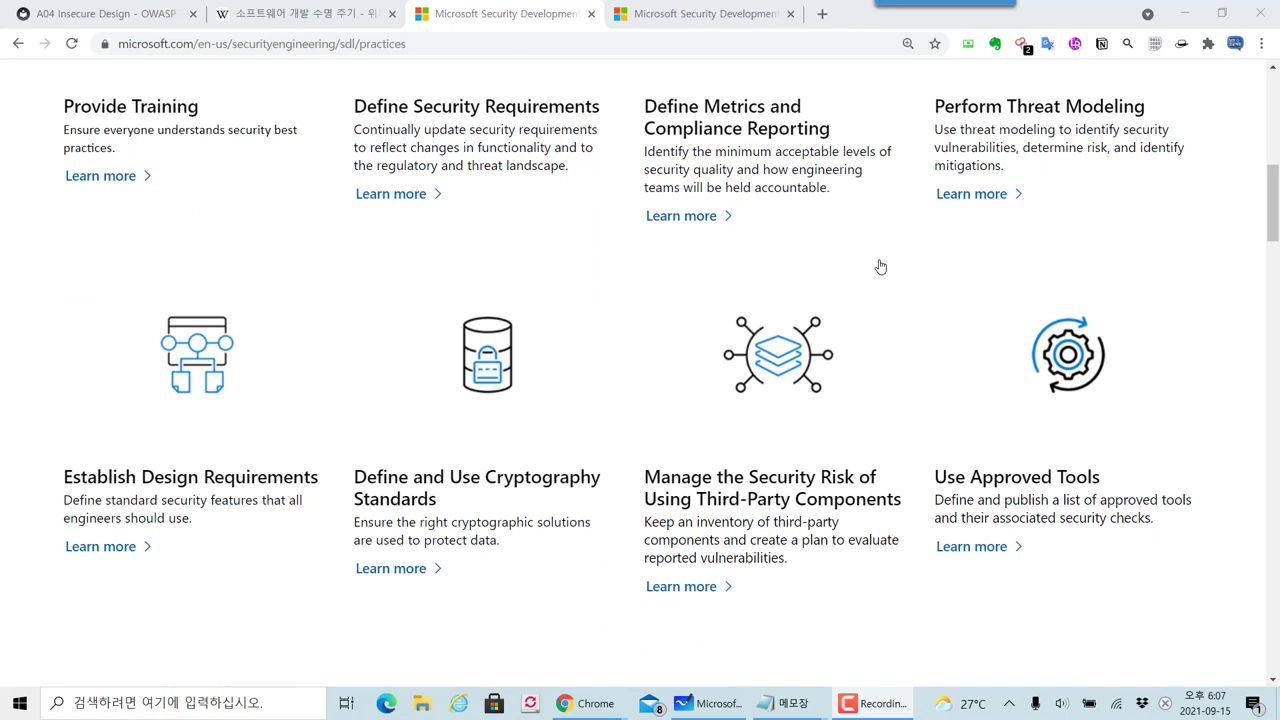 A04 Insecure Design - OWASP
소프트웨어 개발 수명 주기 - 위키
Microsoft Security Development
Microsoft Security Development
microsoft.com/en-us/securityengineering/sdl/practices
2
Provide Training
Ensure everyone understands security best
practices.
Learn more
Define Security Requirements
Continually update security requirements
to reflect changes in functionality and to
the regulatory and threat landscape.
Learn more
Define Metrics and
Compliance Reporting
Identify the minimum acceptable levels of
security quality and how engineering
teams will be held accountable.
Learn more
Perform Threat Modeling
Use threat modeling to identify security
vulnerabilities, determine risk, and identify
mitigations.
Learn more
Establish Design Requirements
Define standard security features that all
engineers should use.
Learn more
Define and Use Cryptography
Standards
Ensure the right cryptographic solutions
are used to protect data.
Learn more
Manage the Security Risk of
Using Third-Party Components
Keep an inventory of third-party
components and create a plan to evaluate
reported vulnerabilities.
Learn more
Use Approved Tools
Define and publish a list of approved tools
and their associated security checks.
Learn more
검색하려면 여기에 입력하십시오.
Chrome
8
Microsof...
메모장
Recordin...
27°C
오후 6:07
2021-09-15
1